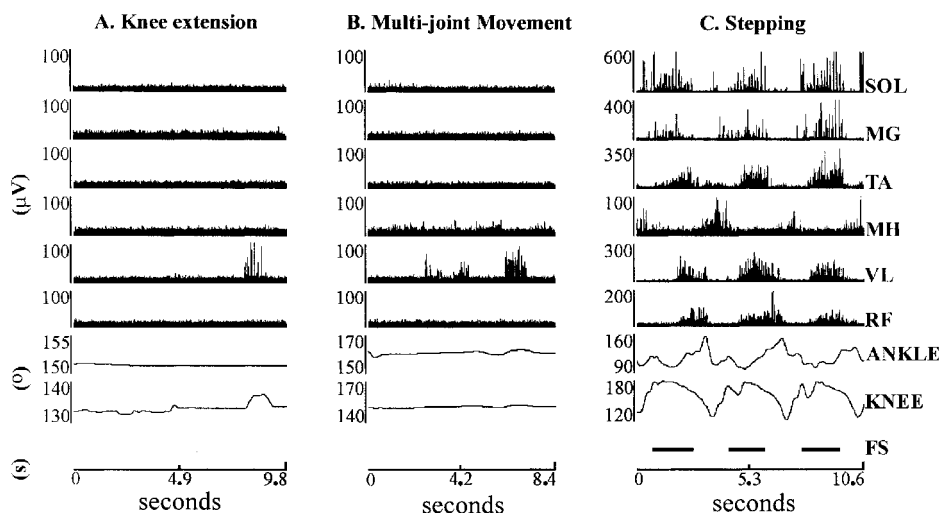 A. Knee extension B. Multi-joint Movement C. Stepping
100 100 600 SOL
100 100 400 MG
100 100 350 TA
100 100 100 MH
100 100 300 VL
100 100 200 RF
(μV)
155 170 160 ANKLE
150 150 90
140 170 180 KNEE
130 140 120
(o)
FS
(s)
0 4.9 9.8 0 4.2 8.4 0 5.3 10.6
seconds seconds seconds